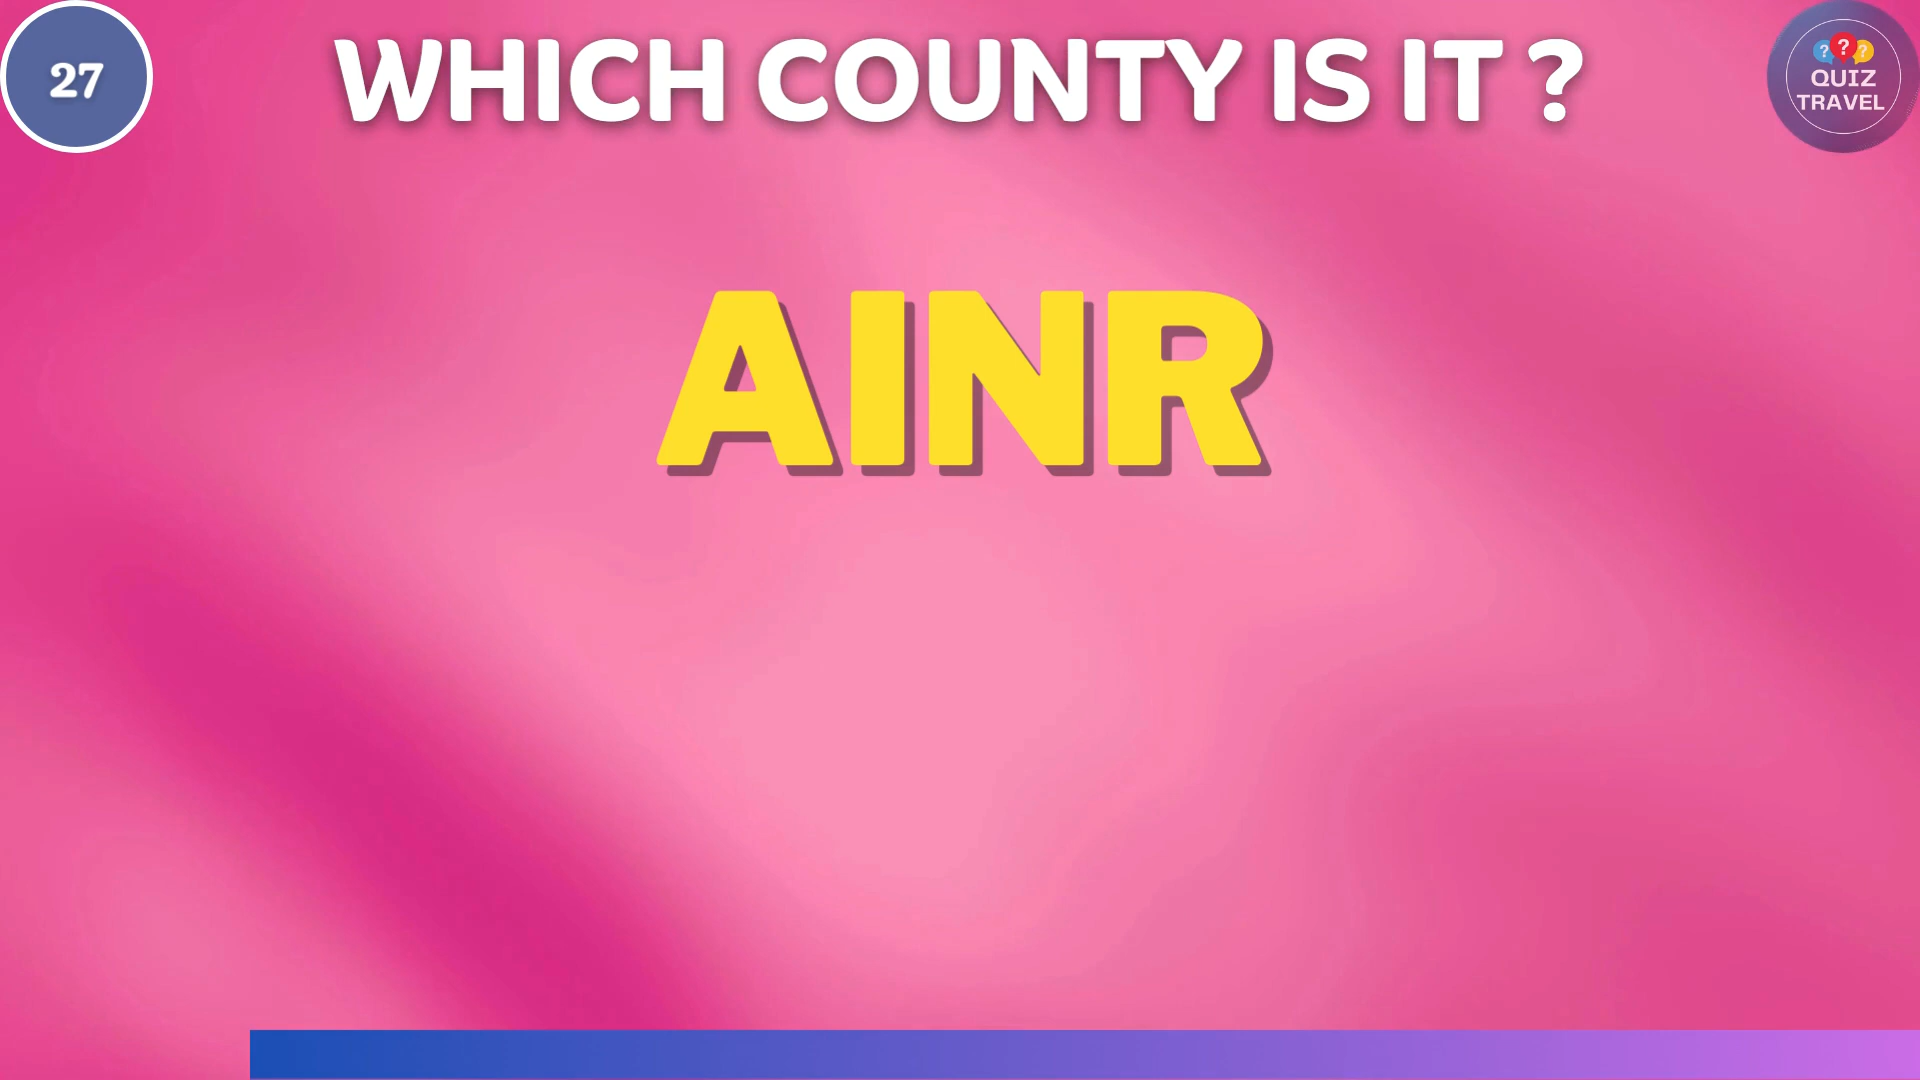 27
WHICH COUNTY IS IT ?
? ? ?
QUIZ
TRAVEL
AINR